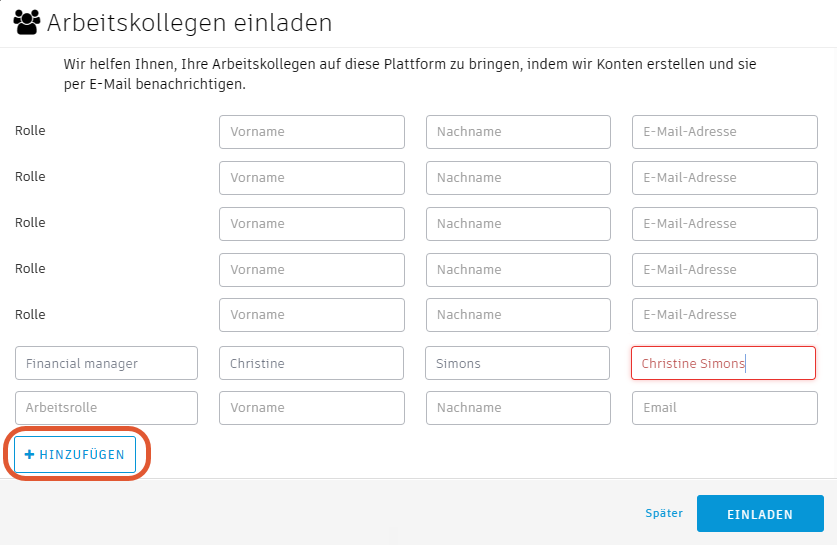 Arbeitskollegen einladen
Wir helfen Ihnen, Ihre Arbeitskollegen auf diese Plattform zu bringen, indem wir Konten erstellen und sie
per E-Mail benachrichtigen.
Rolle Vorname Nachname E-Mail-Adresse
Rolle Vorname Nachname E-Mail-Adresse
Rolle Vorname Nachname E-Mail-Adresse
Rolle Vorname Nachname E-Mail-Adresse
Rolle Vorname Nachname E-Mail-Adresse
Financial manager Christine Simons Christine Simons
Arbeitsrolle Vorname Nachname Email
+ HINZUFÜGEN
Später EINLADEN